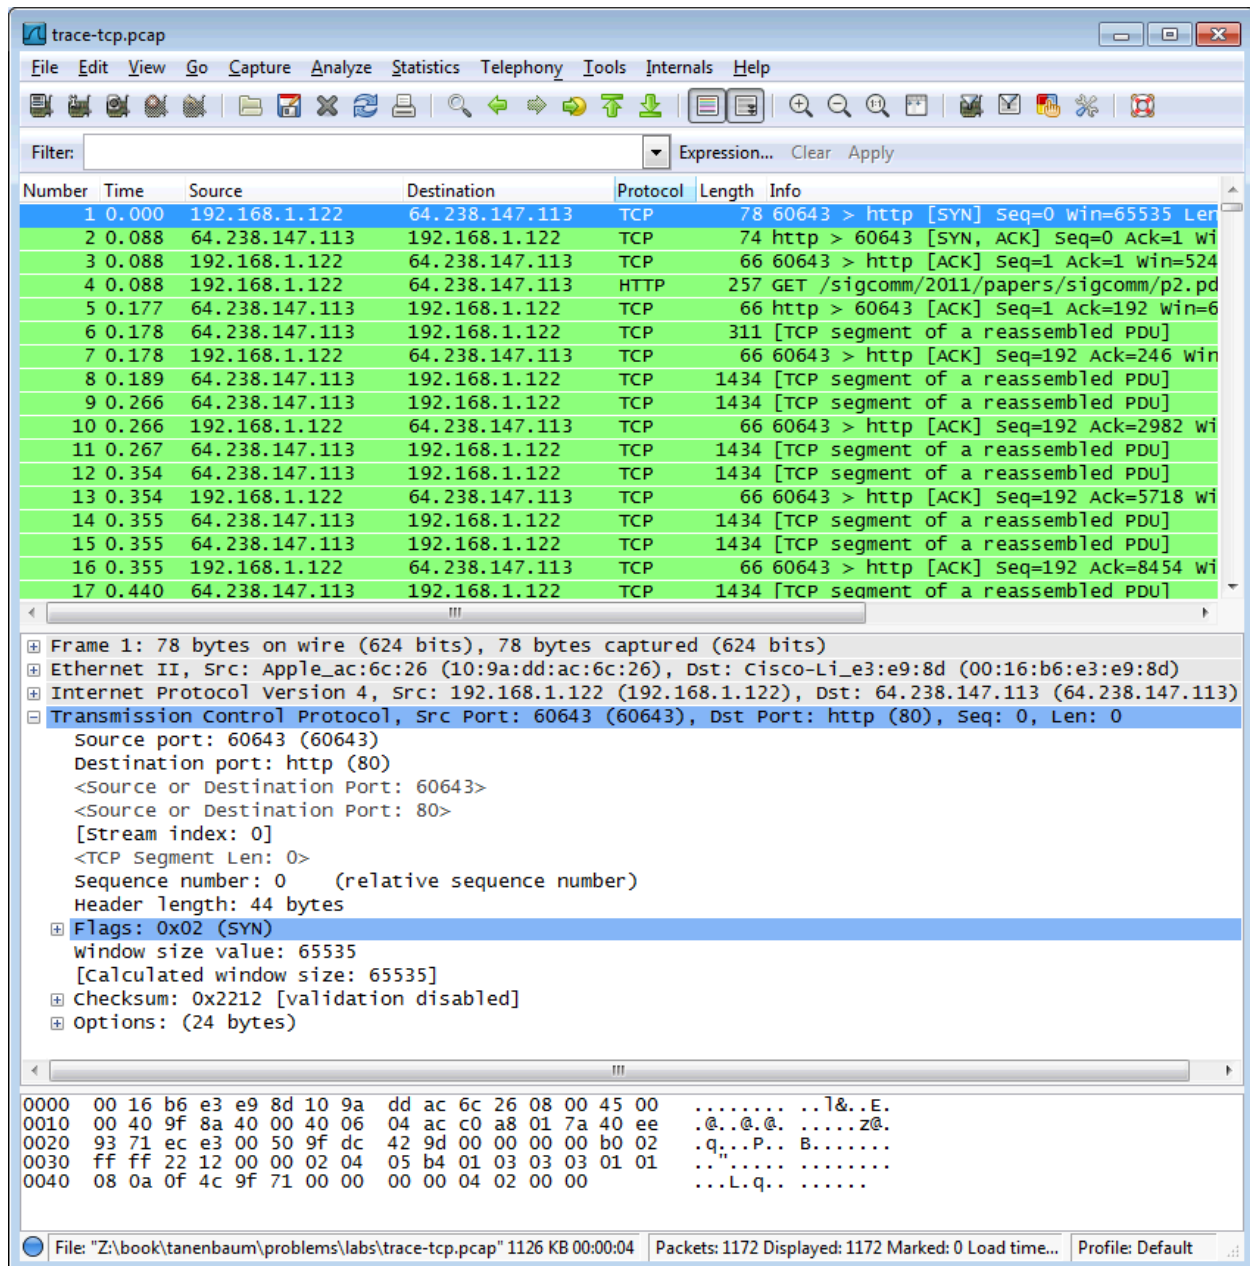 trace-tcp.pcap
File Edit View Go Capture Analyze Statistics Telephony Tools Internals Help
Filter: Expression... Clear Apply
Number Time Source Destination Protocol Length Info
1 0.000 192.168.1.122 64.238.147.113 TCP 78 60643 > http [SYN] Seq=0 Win=65535 Len
2 0.088 64.238.147.113 192.168.1.122 TCP 74 http > 60643 [SYN, ACK] Seq=0 Ack=1 Wi
3 0.088 192.168.1.122 64.238.147.113 TCP 66 60643 > http [ACK] Seq=1 Ack=1 Win=524
4 0.088 192.168.1.122 64.238.147.113 HTTP 257 GET /sigcomm/2011/papers/sigcomm/p2.pd
5 0.177 64.238.147.113 192.168.1.122 TCP 66 http > 60643 [ACK] Seq=1 Ack=192 Win=6
6 0.178 64.238.147.113 192.168.1.122 TCP 311 [TCP segment of a reassembled PDU]
7 0.178 192.168.1.122 64.238.147.113 TCP 66 60643 > http [ACK] Seq=192 Ack=246 Win
8 0.189 64.238.147.113 192.168.1.122 TCP 1434 [TCP segment of a reassembled PDU]
9 0.266 64.238.147.113 192.168.1.122 TCP 1434 [TCP segment of a reassembled PDU]
10 0.266 192.168.1.122 64.238.147.113 TCP 66 60643 > http [ACK] Seq=192 Ack=2982 Wi
11 0.267 64.238.147.113 192.168.1.122 TCP 1434 [TCP segment of a reassembled PDU]
12 0.354 64.238.147.113 192.168.1.122 TCP 1434 [TCP segment of a reassembled PDU]
13 0.354 192.168.1.122 64.238.147.113 TCP 66 60643 > http [ACK] Seq=192 Ack=5718 Wi
14 0.355 64.238.147.113 192.168.1.122 TCP 1434 [TCP segment of a reassembled PDU]
15 0.355 64.238.147.113 192.168.1.122 TCP 1434 [TCP segment of a reassembled PDU]
16 0.355 192.168.1.122 64.238.147.113 TCP 66 60643 > http [ACK] Seq=192 Ack=8454 Wi
17 0.440 64.238.147.113 192.168.1.122 TCP 1434 [TCP segment of a reassembled PDU]
Frame 1: 78 bytes on wire (624 bits), 78 bytes captured (624 bits)
Ethernet II, Src: Apple_ac:6c:26 (10:9a:dd:ac:6c:26), Dst: Cisco-Li_e3:e9:8d (00:16:b6:e3:e9:8d)
Internet Protocol Version 4, Src: 192.168.1.122 (192.168.1.122), Dst: 64.238.147.113 (64.238.147.113)
Transmission Control Protocol, Src Port: 60643 (60643), Dst Port: http (80), Seq: 0, Len: 0
Source port: 60643 (60643)
Destination port: http (80)
<Source or Destination Port: 60643>
<Source or Destination Port: 80>
[Stream index: 0]
<TCP Segment Len: 0>
Sequence number: 0 (relative sequence number)
Header length: 44 bytes
Flags: 0x02 (SYN)
Window size value: 65535
[Calculated window size: 65535]
Checksum: 0x2212 [validation disabled]
Options: (24 bytes)
0000 00 16 b6 e3 e9 8d 10 9a dd ac 6c 26 08 00 45 00 ........ ..l&..E.
0010 00 40 9f 8a 40 00 40 06 04 ac c0 a8 01 7a 40 ee .@..@.@. .....z@.
0020 93 71 ec e3 00 50 9f dc 42 9d 00 00 00 00 b0 02 .q...P.. B.......
0030 ff ff 22 12 00 00 02 04 05 b4 01 03 03 03 01 01 .."..... ........
0040 08 0a 0f 4c 9f 71 00 00 00 00 04 02 00 00 ...L.q.. ......
File: "Z:\book\tanenbaum\problems\labs\trace-tcp.pcap" 1126 KB 00:00:04 Packets: 1172 Displayed: 1172 Marked: 0 Load time... Profile: Default